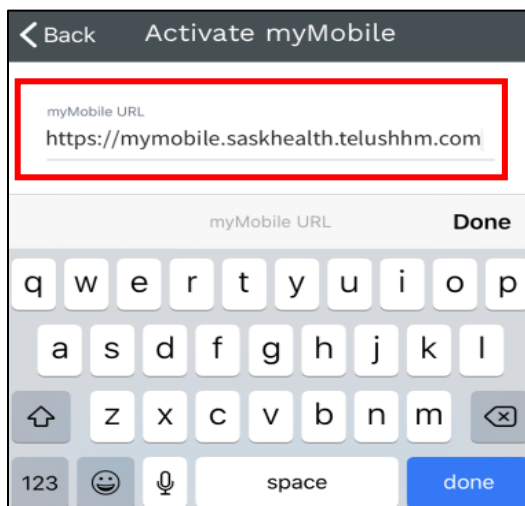 Back Activate myMobile
myMobile URL
https://mymobile.saskhealth.telushhm.com
myMobile URL Done
q w e r t y u i o p
a s d f g h j k l
z x c v b n m
123 space done